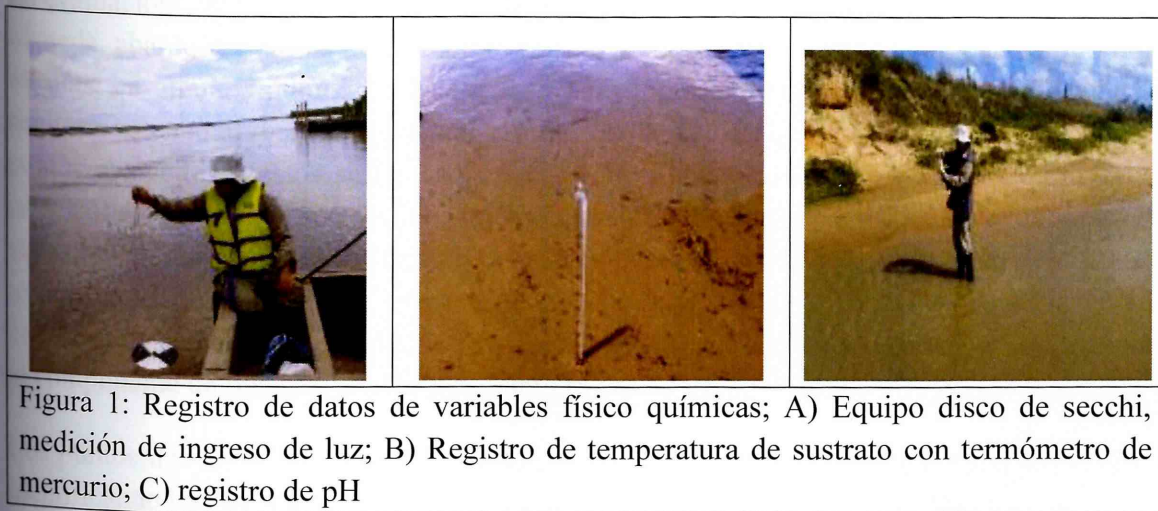 Figura 1: Registro de datos de variables físico químicas; A) Equipo disco de secchi,
medición de ingreso de luz; B) Registro de temperatura de sustrato con termómetro de
mercurio; C) registro de pH